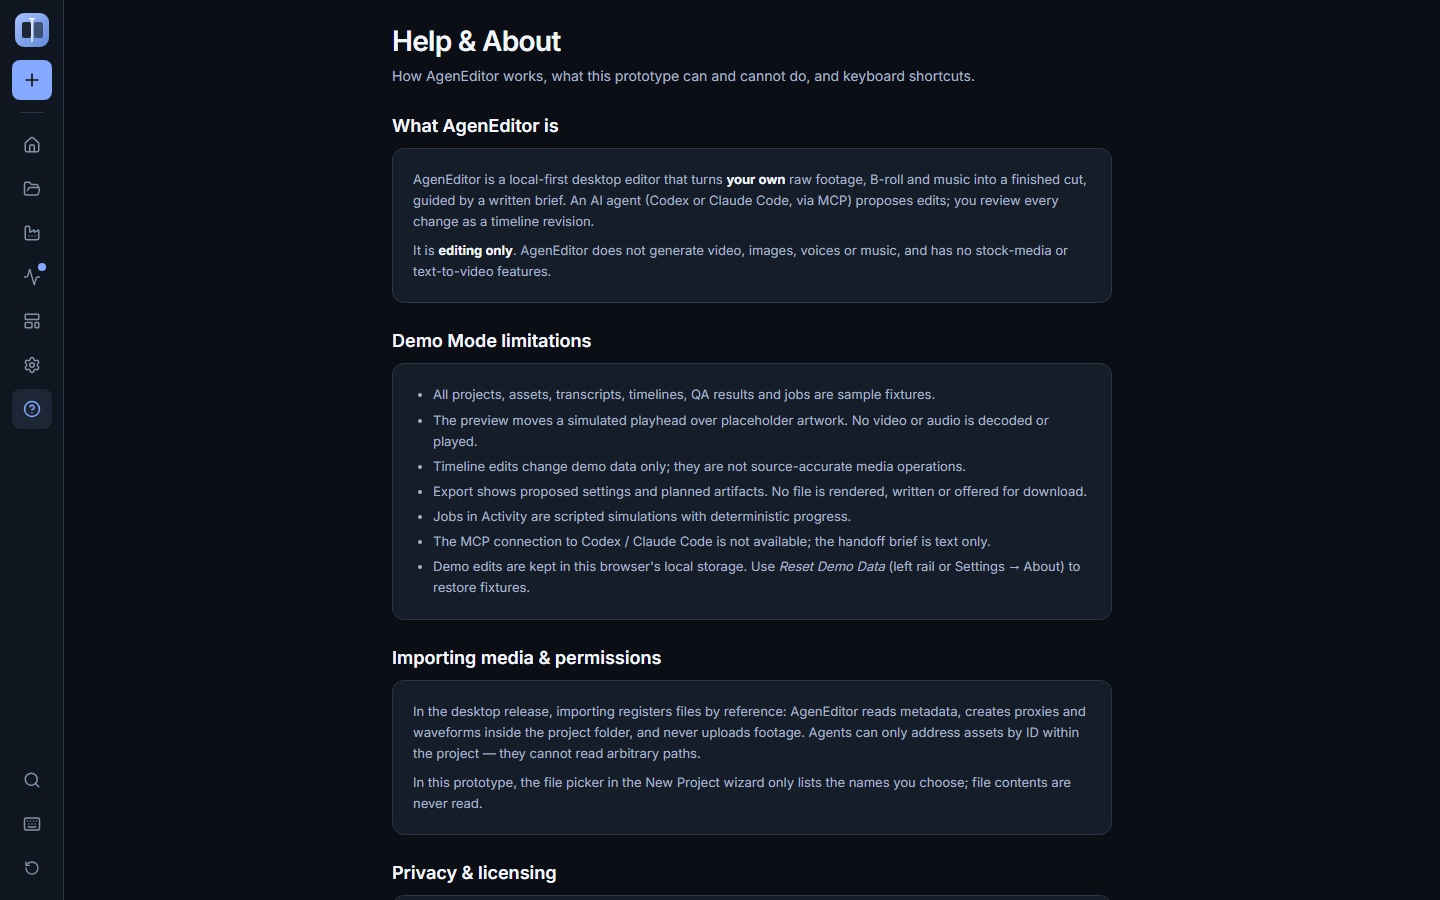 Help & About
How AgenEditor works, what this prototype can and cannot do, and keyboard shortcuts.
What AgenEditor is
AgenEditor is a local-first desktop editor that turns your own raw footage, B-roll and music into a finished cut,
guided by a written brief. An AI agent (Codex or Claude Code, via MCP) proposes edits; you review every
change as a timeline revision.
It is editing only. AgenEditor does not generate video, images, voices or music, and has no stock-media or
text-to-video features.
Demo Mode limitations
• All projects, assets, transcripts, timelines, QA results and jobs are sample fixtures.
• The preview moves a simulated playhead over placeholder artwork. No video or audio is decoded or
played.
• Timeline edits change demo data only; they are not source-accurate media operations.
• Export shows proposed settings and planned artifacts. No file is rendered, written or offered for download.
• Jobs in Activity are scripted simulations with deterministic progress.
• The MCP connection to Codex / Claude Code is not available; the handoff brief is text only.
• Demo edits are kept in this browser's local storage. Use Reset Demo Data (left rail or Settings → About) to
restore fixtures.
Importing media & permissions
In the desktop release, importing registers files by reference: AgenEditor reads metadata, creates proxies and
waveforms inside the project folder, and never uploads footage. Agents can only address assets by ID within
the project — they cannot read arbitrary paths.
In this prototype, the file picker in the New Project wizard only lists the names you choose; file contents are
never read.
Privacy & licensing